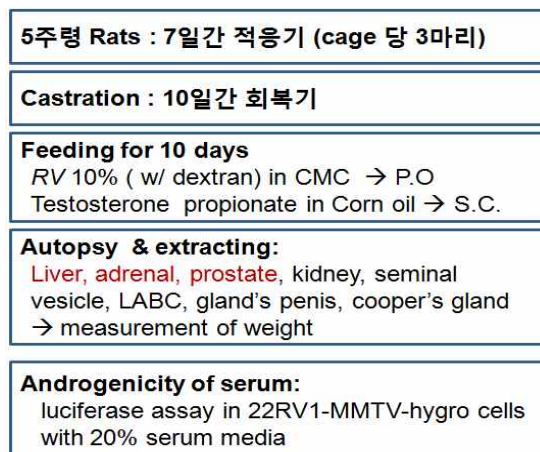 5주령 Rats : 7일간 적응기 (cage 당 3마리)
Castration : 10일간 회복기
Feeding for 10 days
RV 10% ( w/ dextran) in CMC → P.O
Testosterone propionate in Corn oil → S.C.
Autopsy & extracting:
Liver, adrenal, prostate, kidney, seminal
vesicle, LABC, gland's penis, cooper's gland
→ measurement of weight
Androgenicity of serum:
luciferase assay in 22RV1-MMTV-hygro cells
with 20% serum media